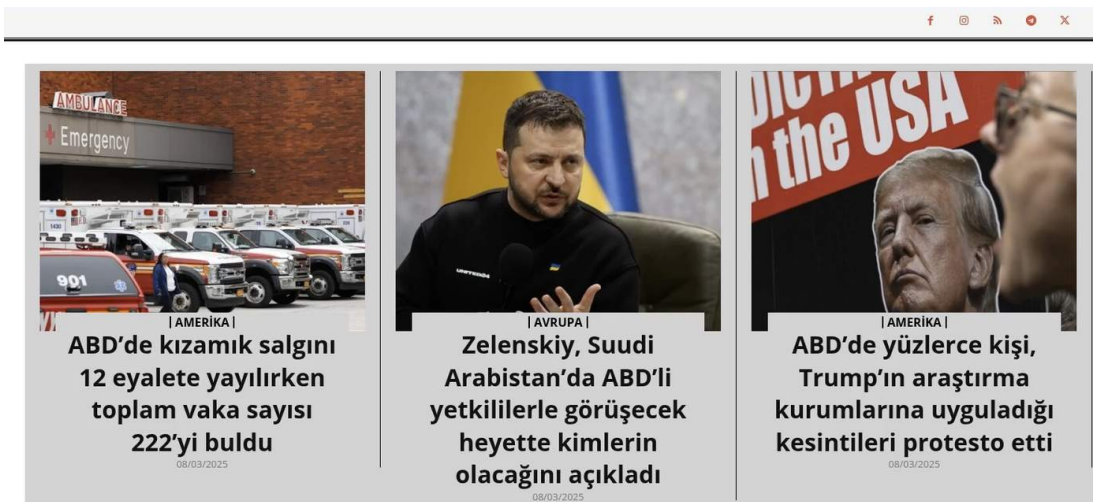 AMBULANCE
Emergency
1430
901
UNITED24
the USA
| AMERİKA |
ABD’de kızamık salgını
12 eyalete yayılırken
toplam vaka sayısı
222’yi buldu
08/03/2025
| AVRUPA |
Zelenskiy, Suudi
Arabistan’da ABD’li
yetkililerle görüşecek
heyette kimlerin
olacağını açıkladı
08/03/2025
| AMERİKA |
ABD’de yüzlerce kişi,
Trump’ın araştırma
kurumlarına uyguladığı
kesintileri protesto etti
08/03/2025